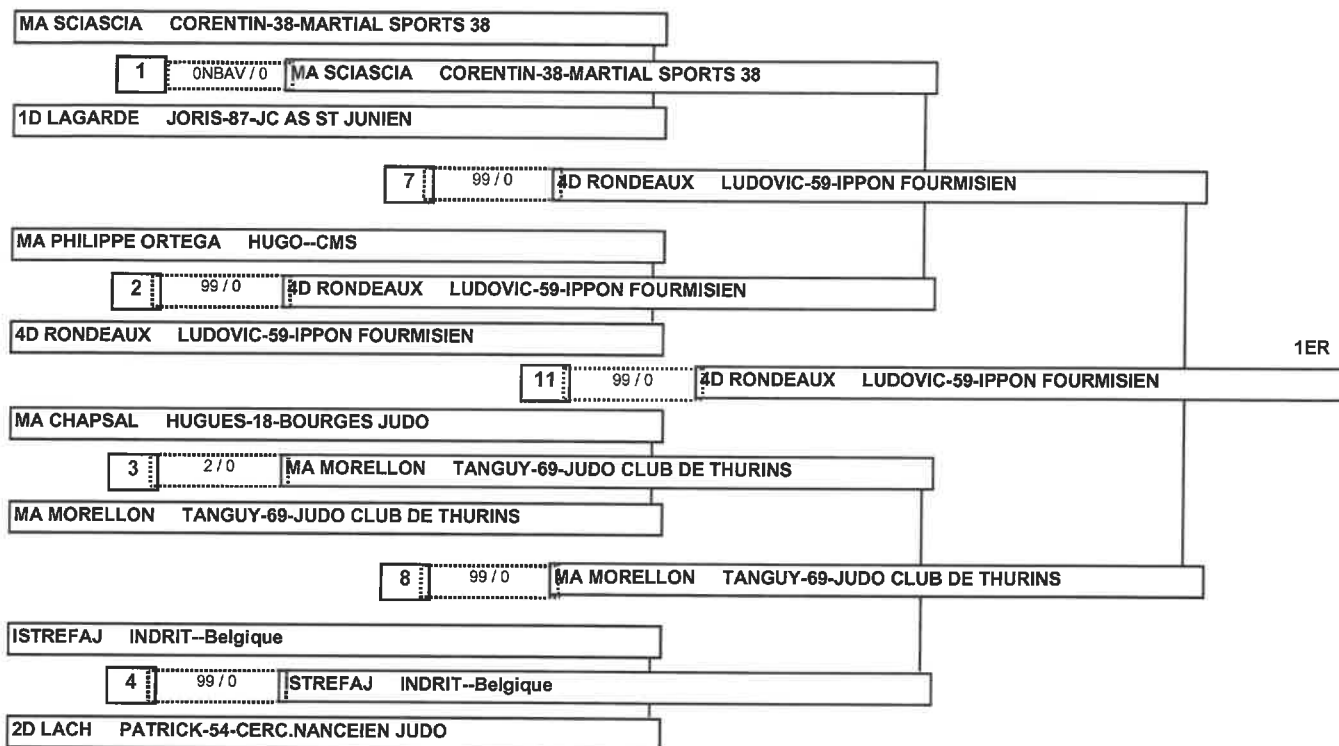 MA SCIASCIA CORENTIN-38-MARTIAL SPORTS 38
1 0NBAV / 0 MA SCIASCIA CORENTIN-38-MARTIAL SPORTS 38
1D LAGARDE JORIS-87-JC AS ST JUNIEN
7 99 / 0 4D RONDEAUX LUDOVIC-59-IPPON FOURMISIEN
MA PHILIPPE ORTEGA HUGO--CMS
2 99 / 0 4D RONDEAUX LUDOVIC-59-IPPON FOURMISIEN
4D RONDEAUX LUDOVIC-59-IPPON FOURMISIEN
1ER
11 99 / 0 4D RONDEAUX LUDOVIC-59-IPPON FOURMISIEN
MA CHAPSAL HUGUES-18-BOURGES JUDO
3 2 / 0 MA MORELLON TANGUY-69-JUDO CLUB DE THURINS
MA MORELLON TANGUY-69-JUDO CLUB DE THURINS
8 99 / 0 MA MORELLON TANGUY-69-JUDO CLUB DE THURINS
ISTREFAJ INDRIT--Belgique
4 99 / 0 ISTREFAJ INDRIT--Belgique
2D LACH PATRICK-54-CERC.NANCEIEN JUDO